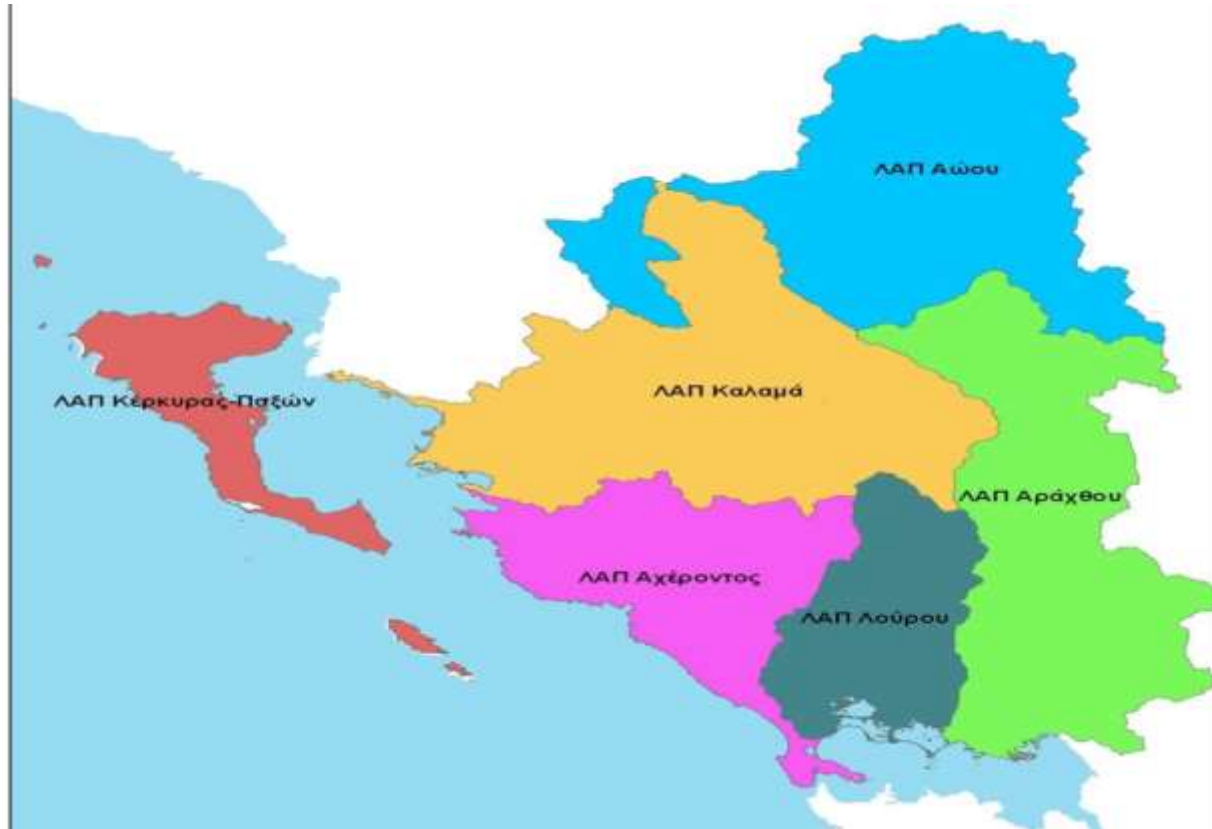 ΛΑΠ Αώου
ΛΑΠ Καλαμά
ΛΑΠ Κέρκυρας-Παξών
ΛΑΠ Αράχθου
ΛΑΠ Αχέροντος
ΛΑΠ Λούρου